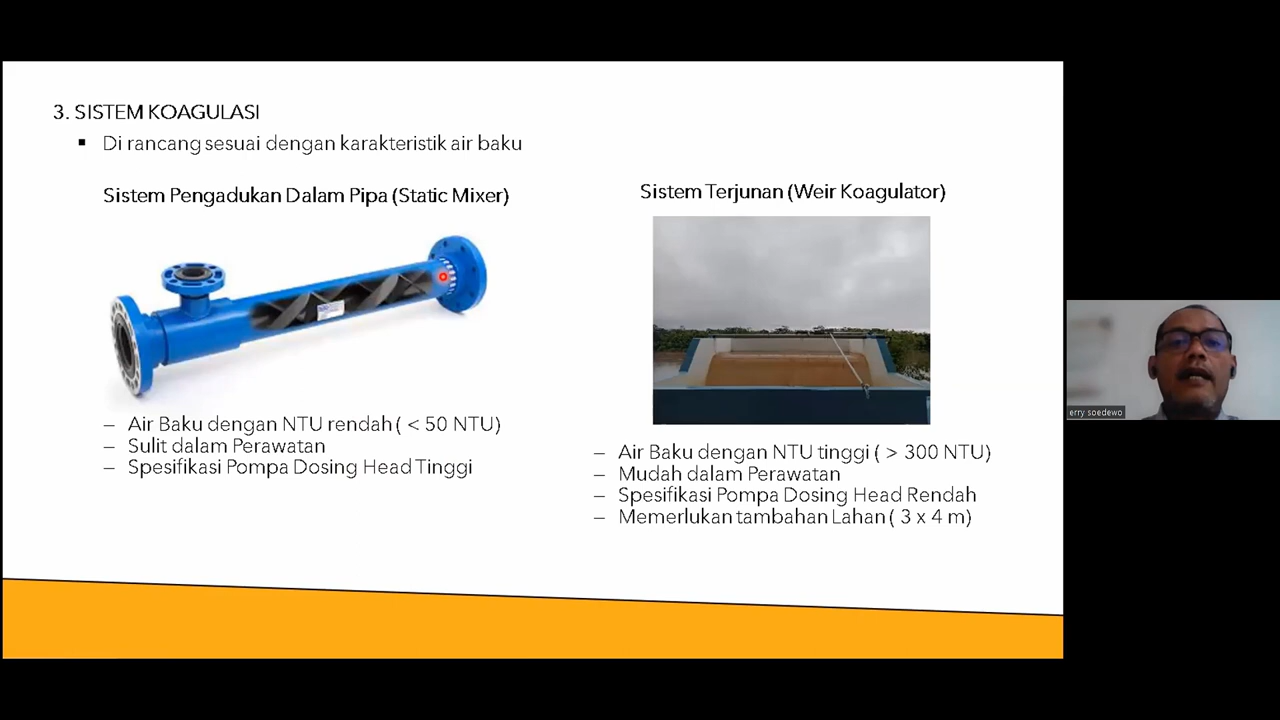 3. SISTEM KOAGULASI
▪ Di rancang sesuai dengan karakteristik air baku
Sistem Pengadukan Dalam Pipa (Static Mixer)
– Air Baku dengan NTU rendah ( < 50 NTU)
– Sulit dalam Perawatan
– Spesifikasi Pompa Dosing Head Tinggi
Sistem Terjunan (Weir Koagulator)
– Air Baku dengan NTU tinggi ( > 300 NTU)
– Mudah dalam Perawatan
– Spesifikasi Pompa Dosing Head Rendah
– Memerlukan tambahan Lahan ( 3 x 4 m)
erry soedewo